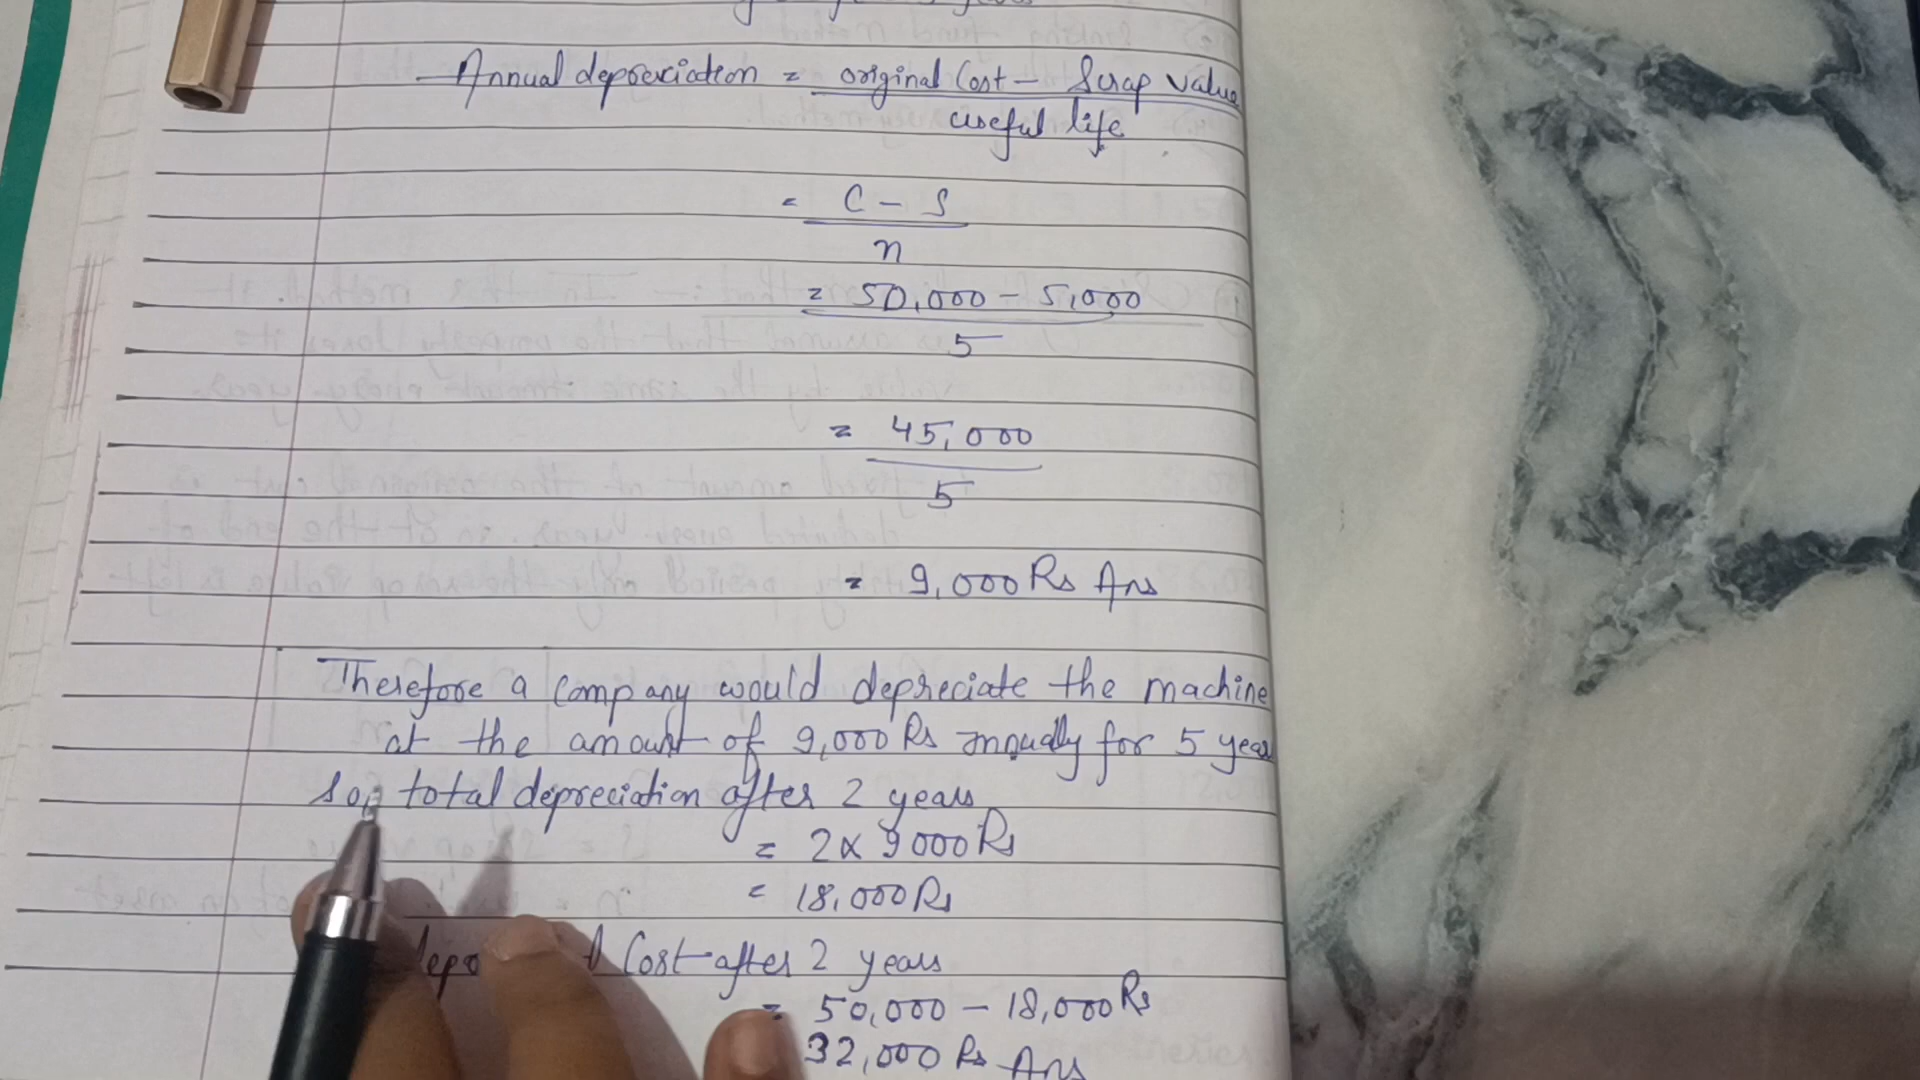 Annual depreciation = original Cost - Scrap value
useful life
= C - S
n
= 50,000 - 5,000
5
= 45,000
5
= 9,000 Rs Ans
Therefore a company would depreciate the machine
at the amount of 9,000 Rs annually for 5 year
so, total depreciation after 2 years
= 2 x 9000 Rs
= 18,000 Rs
Cost after 2 years
= 50,000 - 18,000 Rs
32,000 Rs Ans